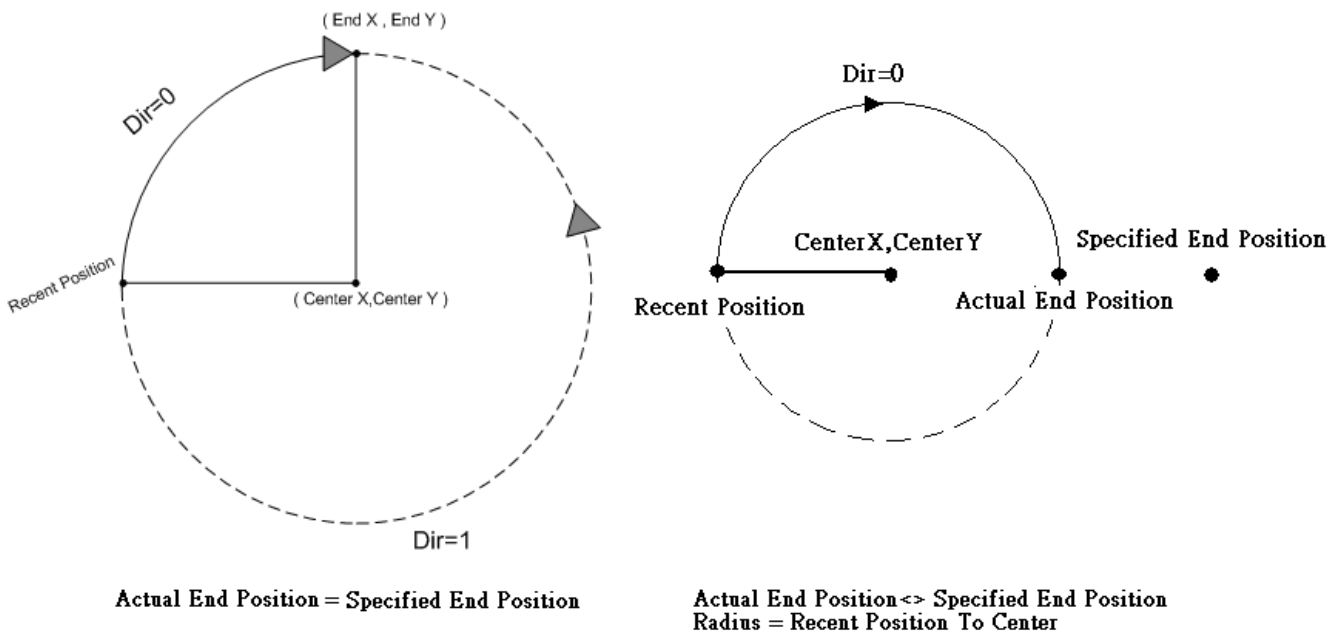 ( End X , End Y )
Dir=0
Recent Position
( Center X,Center Y )
Dir=1
Actual End Position = Specified End Position
Dir=0
CenterX,CenterY
Specified End Position
Recent Position
Actual End Position
Actual End Position<> Specified End Position
Radius = Recent Position To Center